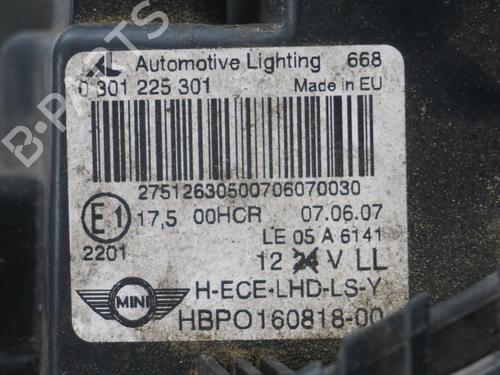 AL Automotive Lighting 668
0 301 225 301 Made in EU
27512630500706070030
E1 17,5 00HCR 07.06.07
2201 LE 05 A 6141
12 24 V LL
MINI H-ECE-LHD-LS-Y
HBPO160818-00
B-PARTS